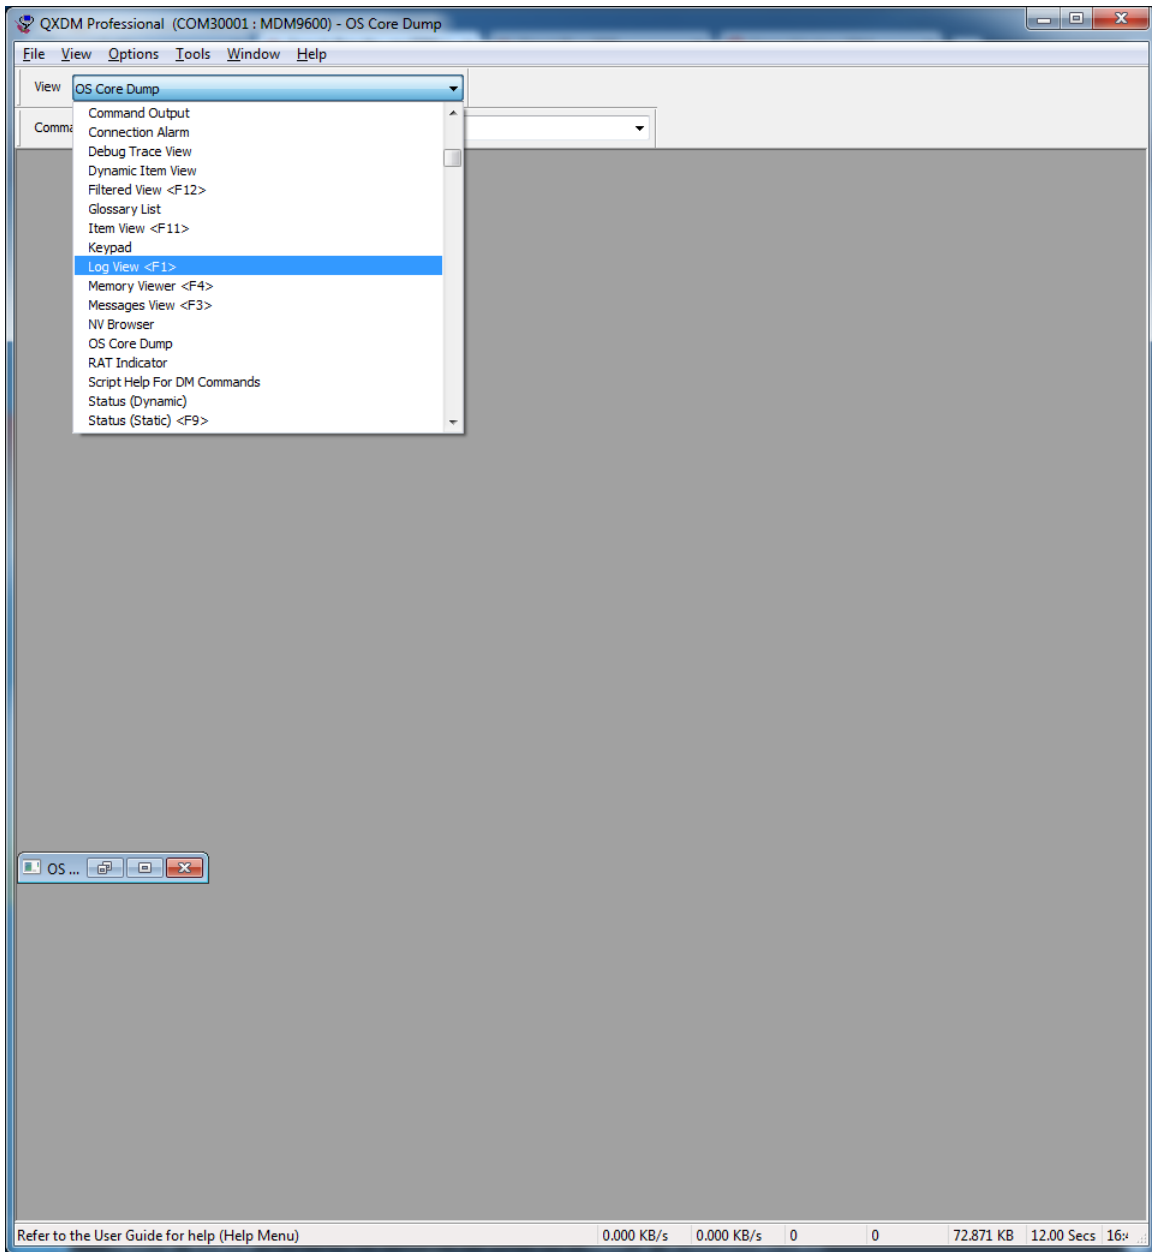 QXDM Professional (COM30001 : MDM9600) - OS Core Dump
File View Options Tools Window Help
View OS Core Dump
Command Output
Connection Alarm
Debug Trace View
Dynamic Item View
Filtered View <F12>
Glossary List
Item View <F11>
Keypad
Log View <F1>
Memory Viewer <F4>
Messages View <F3>
NV Browser
OS Core Dump
RAT Indicator
Script Help For DM Commands
Status (Dynamic)
Status (Static) <F9>
OS ...
Refer to the User Guide for help (Help Menu) 0.000 KB/s 0.000 KB/s 0 0 72.871 KB 12.00 Secs